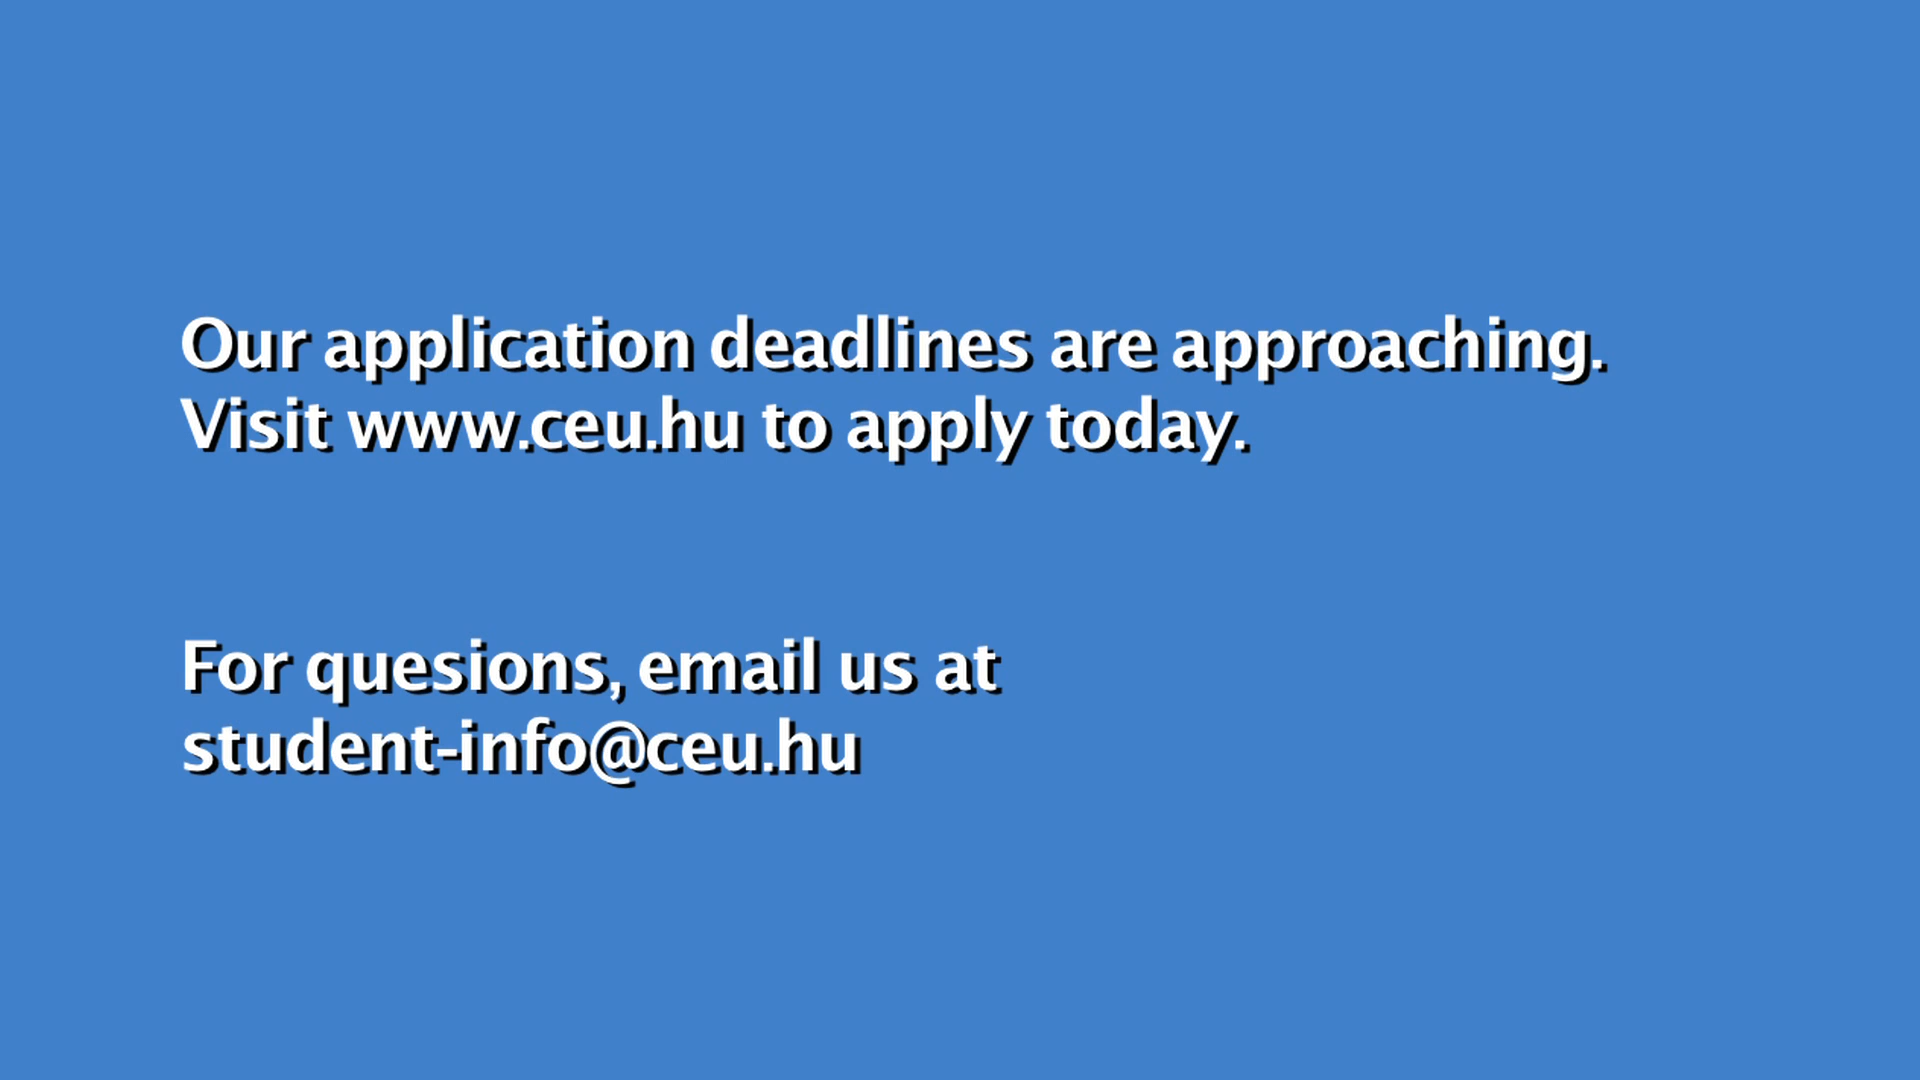 Our application deadlines are approaching.
Visit www.ceu.hu to apply today.
For quesions, email us at
student-info@ceu.hu